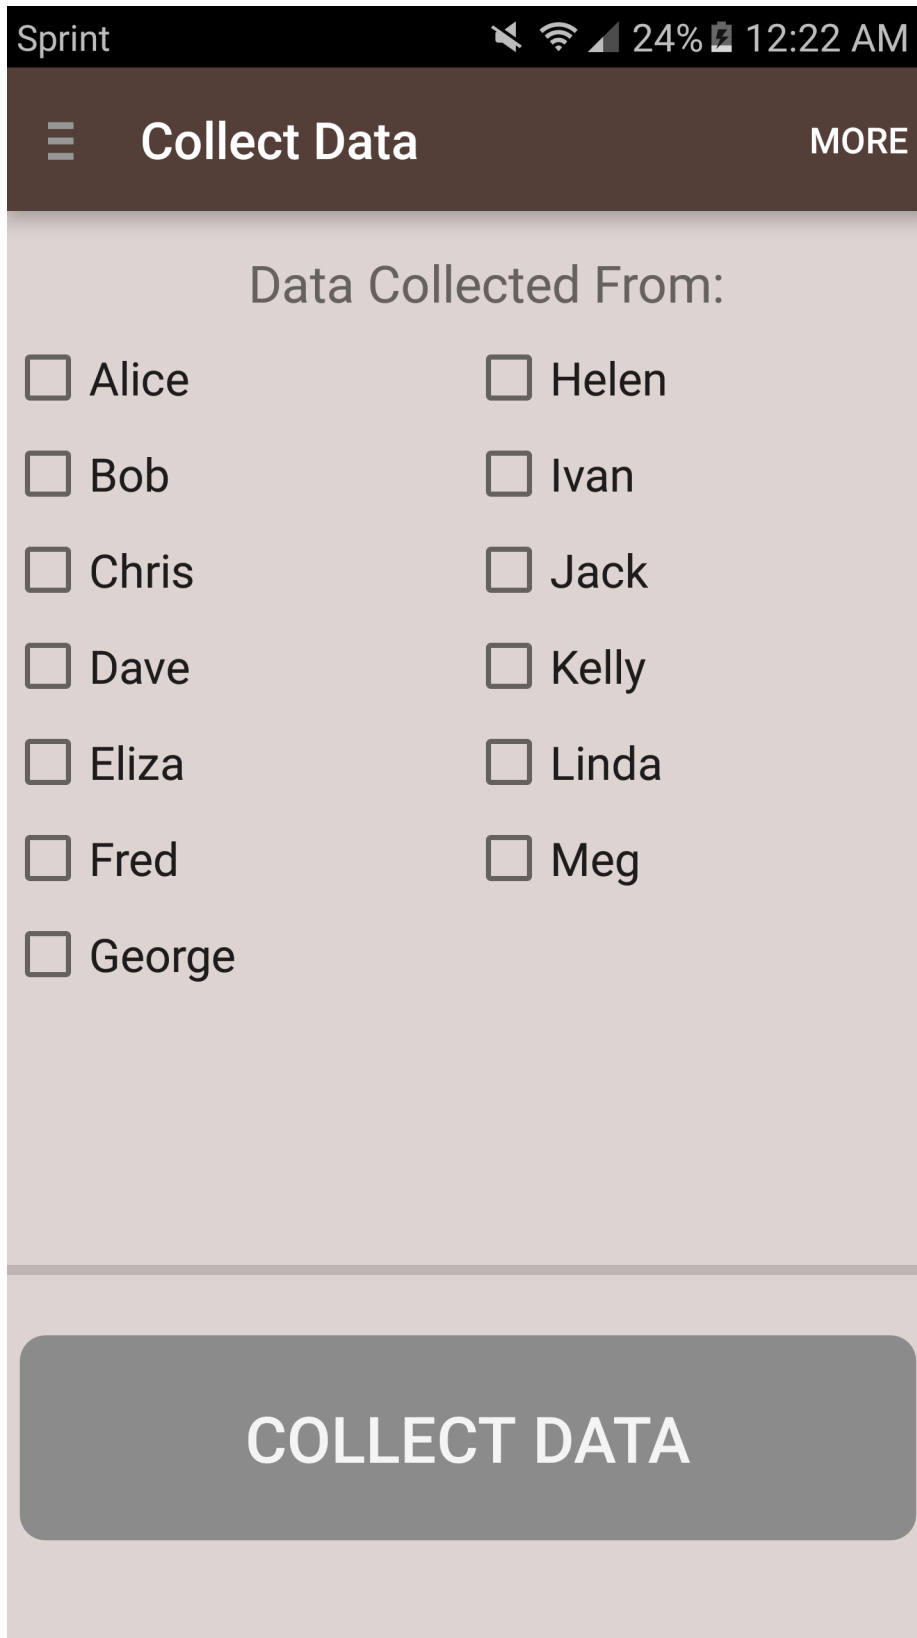 Sprint 24% 12:22 AM
Collect Data MORE
Data Collected From:
Alice
Bob
Chris
Dave
Eliza
Fred
George
Helen
Ivan
Jack
Kelly
Linda
Meg
COLLECT DATA